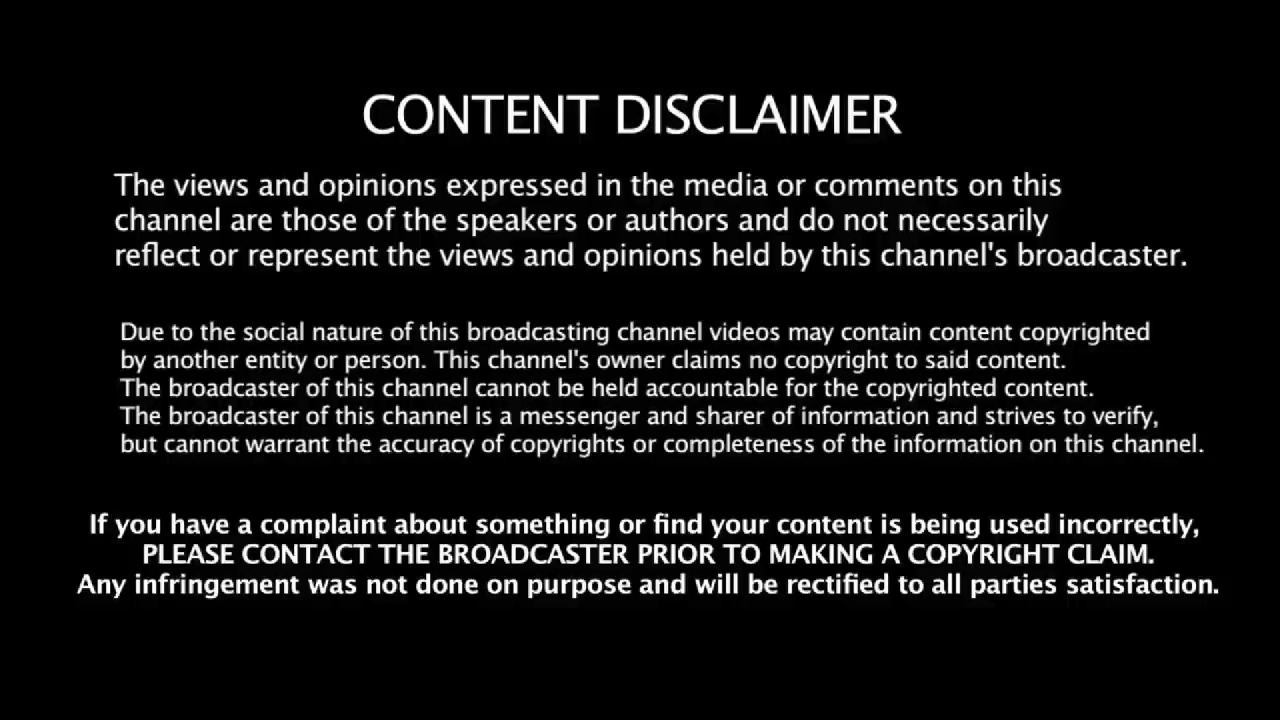 CONTENT DISCLAIMER
The views and opinions expressed in the media or comments on this
channel are those of the speakers or authors and do not necessarily
reflect or represent the views and opinions held by this channel's broadcaster.
Due to the social nature of this broadcasting channel videos may contain content copyrighted
by another entity or person. This channel's owner claims no copyright to said content.
The broadcaster of this channel cannot be held accountable for the copyrighted content.
The broadcaster of this channel is a messenger and sharer of information and strives to verify,
but cannot warrant the accuracy of copyrights or completeness of the information on this channel.
If you have a complaint about something or find your content is being used incorrectly,
PLEASE CONTACT THE BROADCASTER PRIOR TO MAKING A COPYRIGHT CLAIM.
Any infringement was not done on purpose and will be rectified to all parties satisfaction.